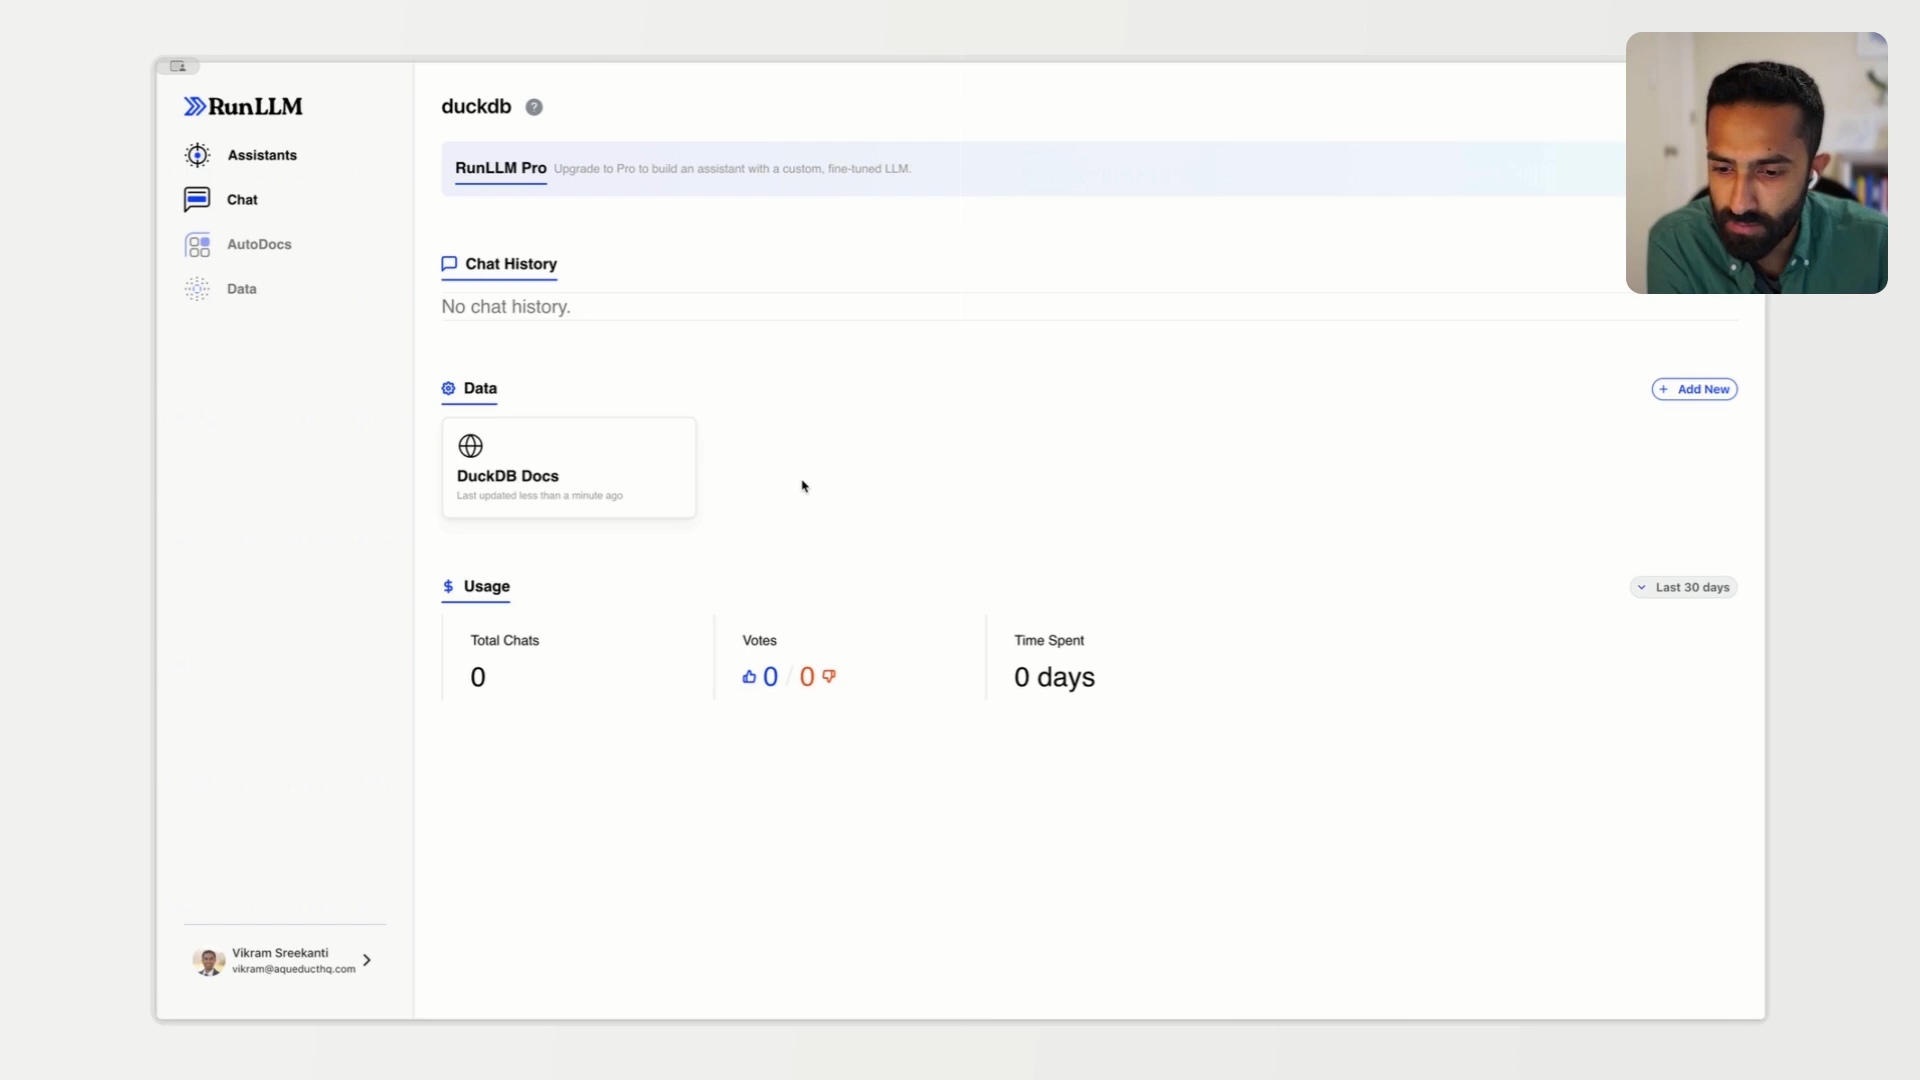 RunLLM
Assistants
Chat
AutoDocs
Data
duckdb ?
RunLLM Pro Upgrade to Pro to build an assistant with a custom, fine-tuned LLM.
Chat History
No chat history.
Data
+ Add New
DuckDB Docs
Last updated less than a minute ago
$ Usage
Last 30 days
Total Chats
0
Votes
0 / 0
Time Spent
0 days
Vikram Sreekanti
vikram@aqueducthq.com